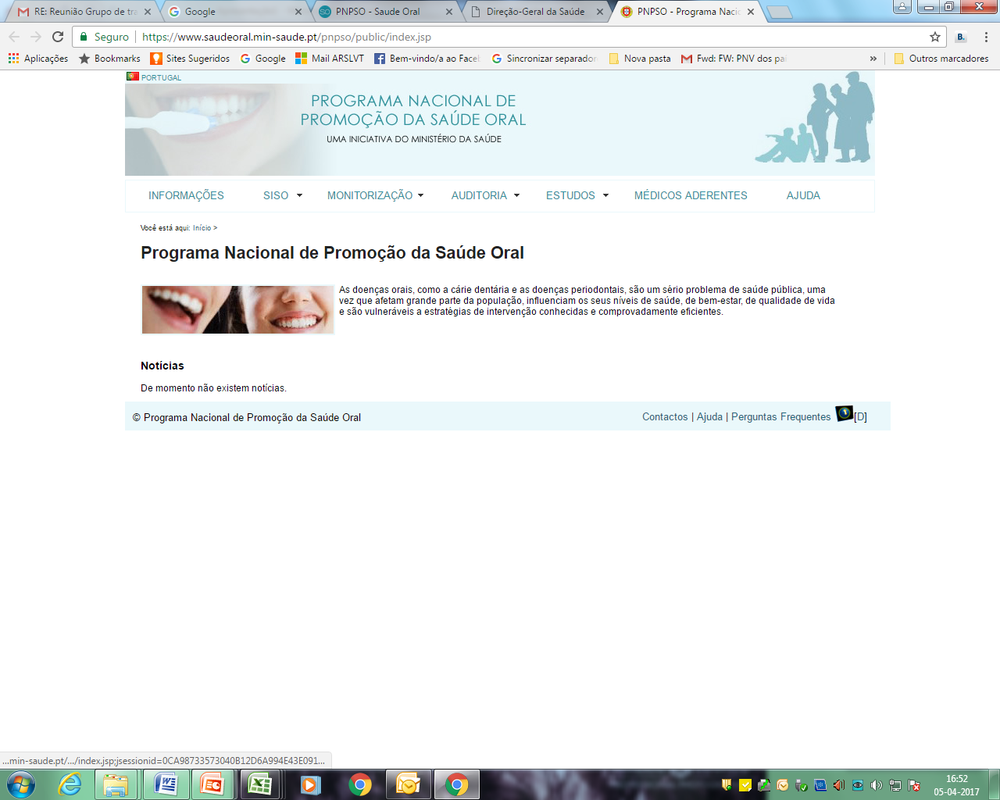 RE: Reunião Grupo de tra
Google
PNPSO - Saude Oral
Direção-Geral da Saúde
PNPSO - Programa Nacio
Seguro
https://www.saudeoral.min-saude.pt/pnpso/public/index.jsp
Aplicações
Bookmarks
Sites Sugeridos
Google
Mail ARSLVT
Bem-vindo/a ao Faceb
Sincronizar separador
Nova pasta
Fwd: FW: PNV dos pa
»
Outros marcadores
PORTUGAL
PROGRAMA NACIONAL DE
PROMOÇÃO DA SAÚDE ORAL
UMA INICIATIVA DO MINISTÉRIO DA SAÚDE
INFORMAÇÕES
SISO
MONITORIZAÇÃO
AUDITORIA
ESTUDOS
MÉDICOS ADERENTES
AJUDA
Você está aqui: Início >
Programa Nacional de Promoção da Saúde Oral
As doenças orais, como a cárie dentária e as doenças periodontais, são um sério problema de saúde pública, uma
vez que afetam grande parte da população, influenciam os seus níveis de saúde, de bem-estar, de qualidade de vida
e são vulneráveis a estratégias de intervenção conhecidas e comprovadamente eficientes.
Notícias
De momento não existem notícias.
© Programa Nacional de Promoção da Saúde Oral
Contactos | Ajuda | Perguntas Frequentes [D]
...min-saude.pt/.../index.jsp;jsessionid=0CA98733573040B12D6A994E43E091...
16:52
05-04-2017